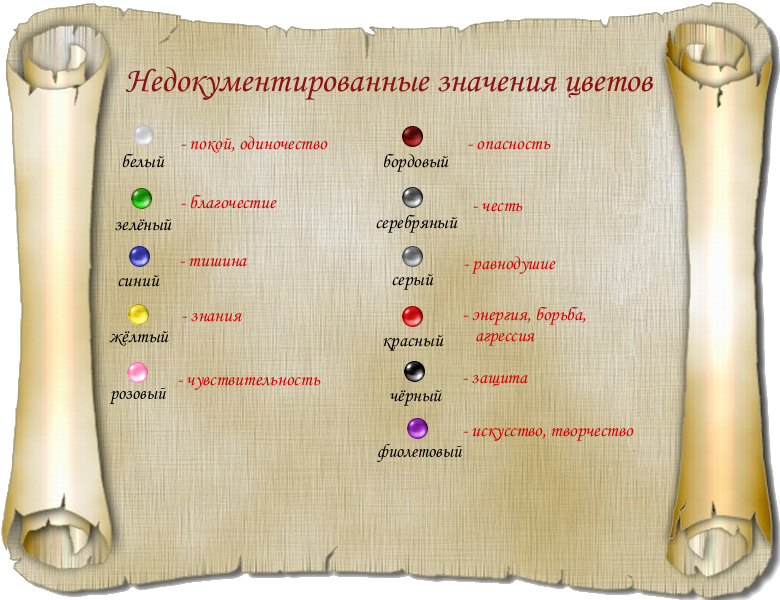 Недокументированные значения цветов
белый
- покой, одиночество
зелёный
- благочестие
синий
- тишина
жёлтый
- знания
розовый
- чувствительность
бордовый
- опасность
серебряный
- честь
серый
- равнодушие
красный
- энергия, борьба,
агрессия
чёрный
- защита
фиолетовый
- искусство, творчество